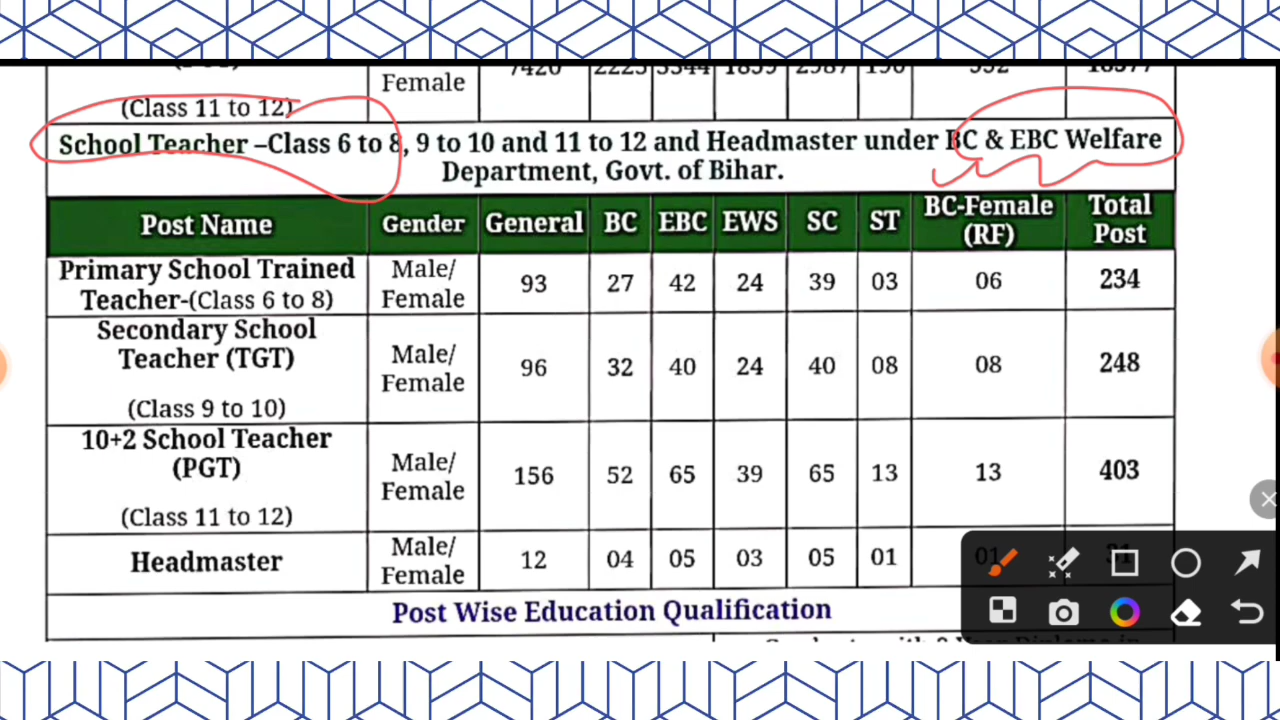 Female
(Class 11 to 12)
School Teacher –Class 6 to 8, 9 to 10 and 11 to 12 and Headmaster under BC & EBC Welfare
Department, Govt. of Bihar.
Post Name Gender General BC EBC EWS SC ST BC-Female (RF) Total Post
Primary School Trained Teacher-(Class 6 to 8) Male/ Female 93 27 42 24 39 03 06 234
Secondary School Teacher (TGT) (Class 9 to 10) Male/ Female 96 32 40 24 40 08 08 248
10+2 School Teacher (PGT) (Class 11 to 12) Male/ Female 156 52 65 39 65 13 13 403
Headmaster Male/ Female 12 04 05 03 05 01 01 31
Post Wise Education Qualification